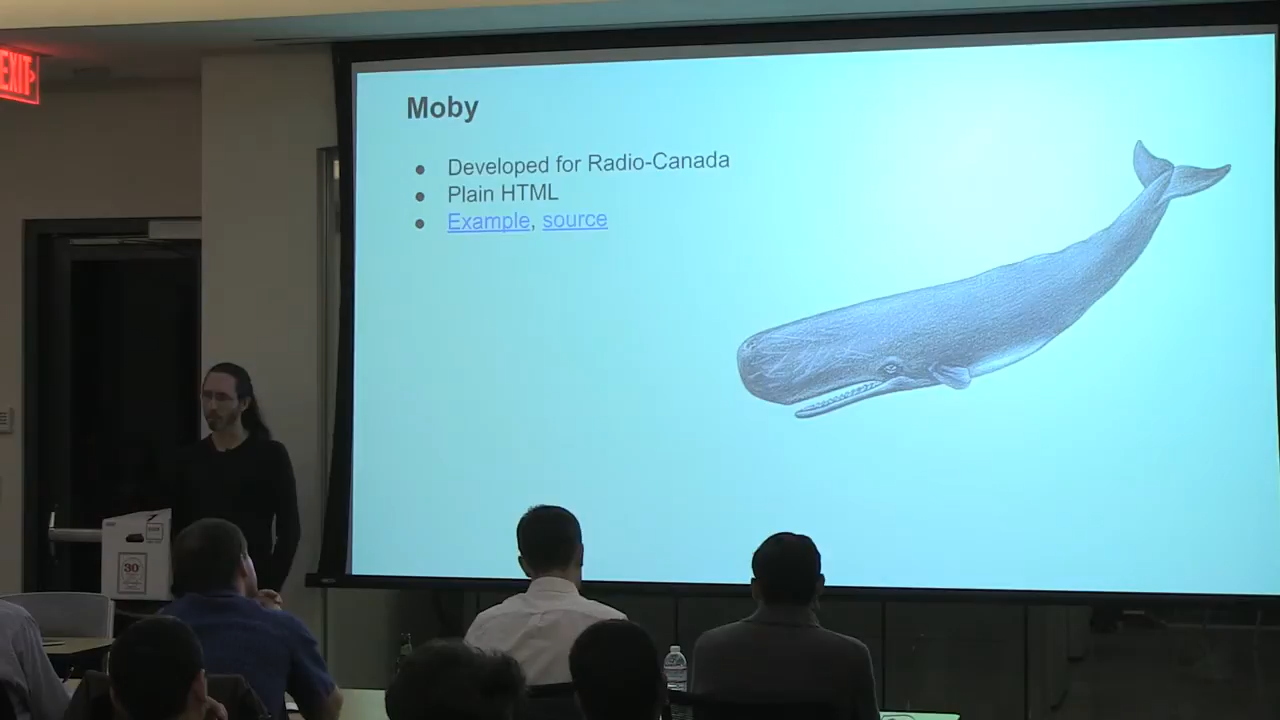 EXIT
Moby
Developed for Radio-Canada
Plain HTML
Example, source
30